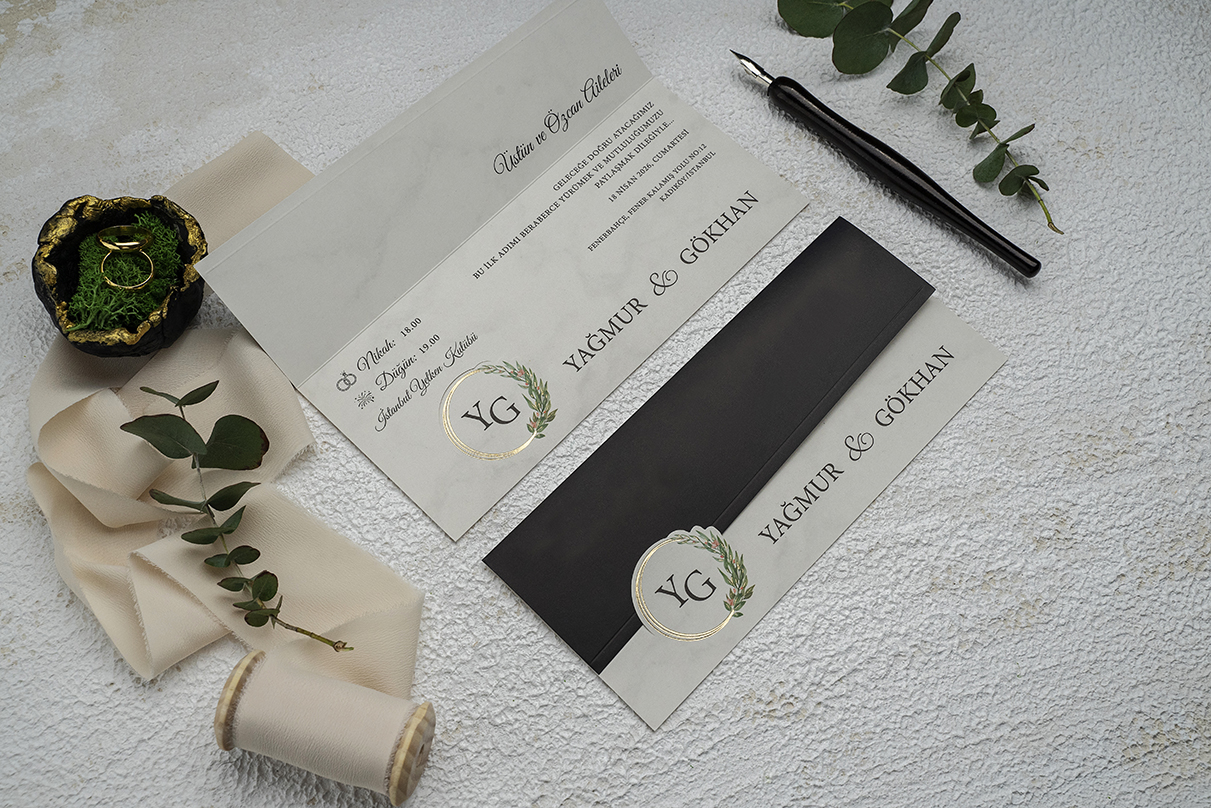 Üstün ve Özcan Aileleri
GELECEĞE DOĞRU ATACAĞIMIZ
BU İLK ADIMI BERABERCE YÜRÜMEK VE MUTLULUĞUMUZU
PAYLAŞMAK DİLEĞİYLE...
18 NİSAN 2026, CUMARTESİ
FENERBAHÇE, FENER KALAMIŞ YOLU NO:12
KADIKÖY/İSTANBUL
Nikah: 18.00
Düğün: 19.00
İstanbul Yelken Kulübü
YG
YAĞMUR & GÖKHAN
YG
YAĞMUR & GÖKHAN